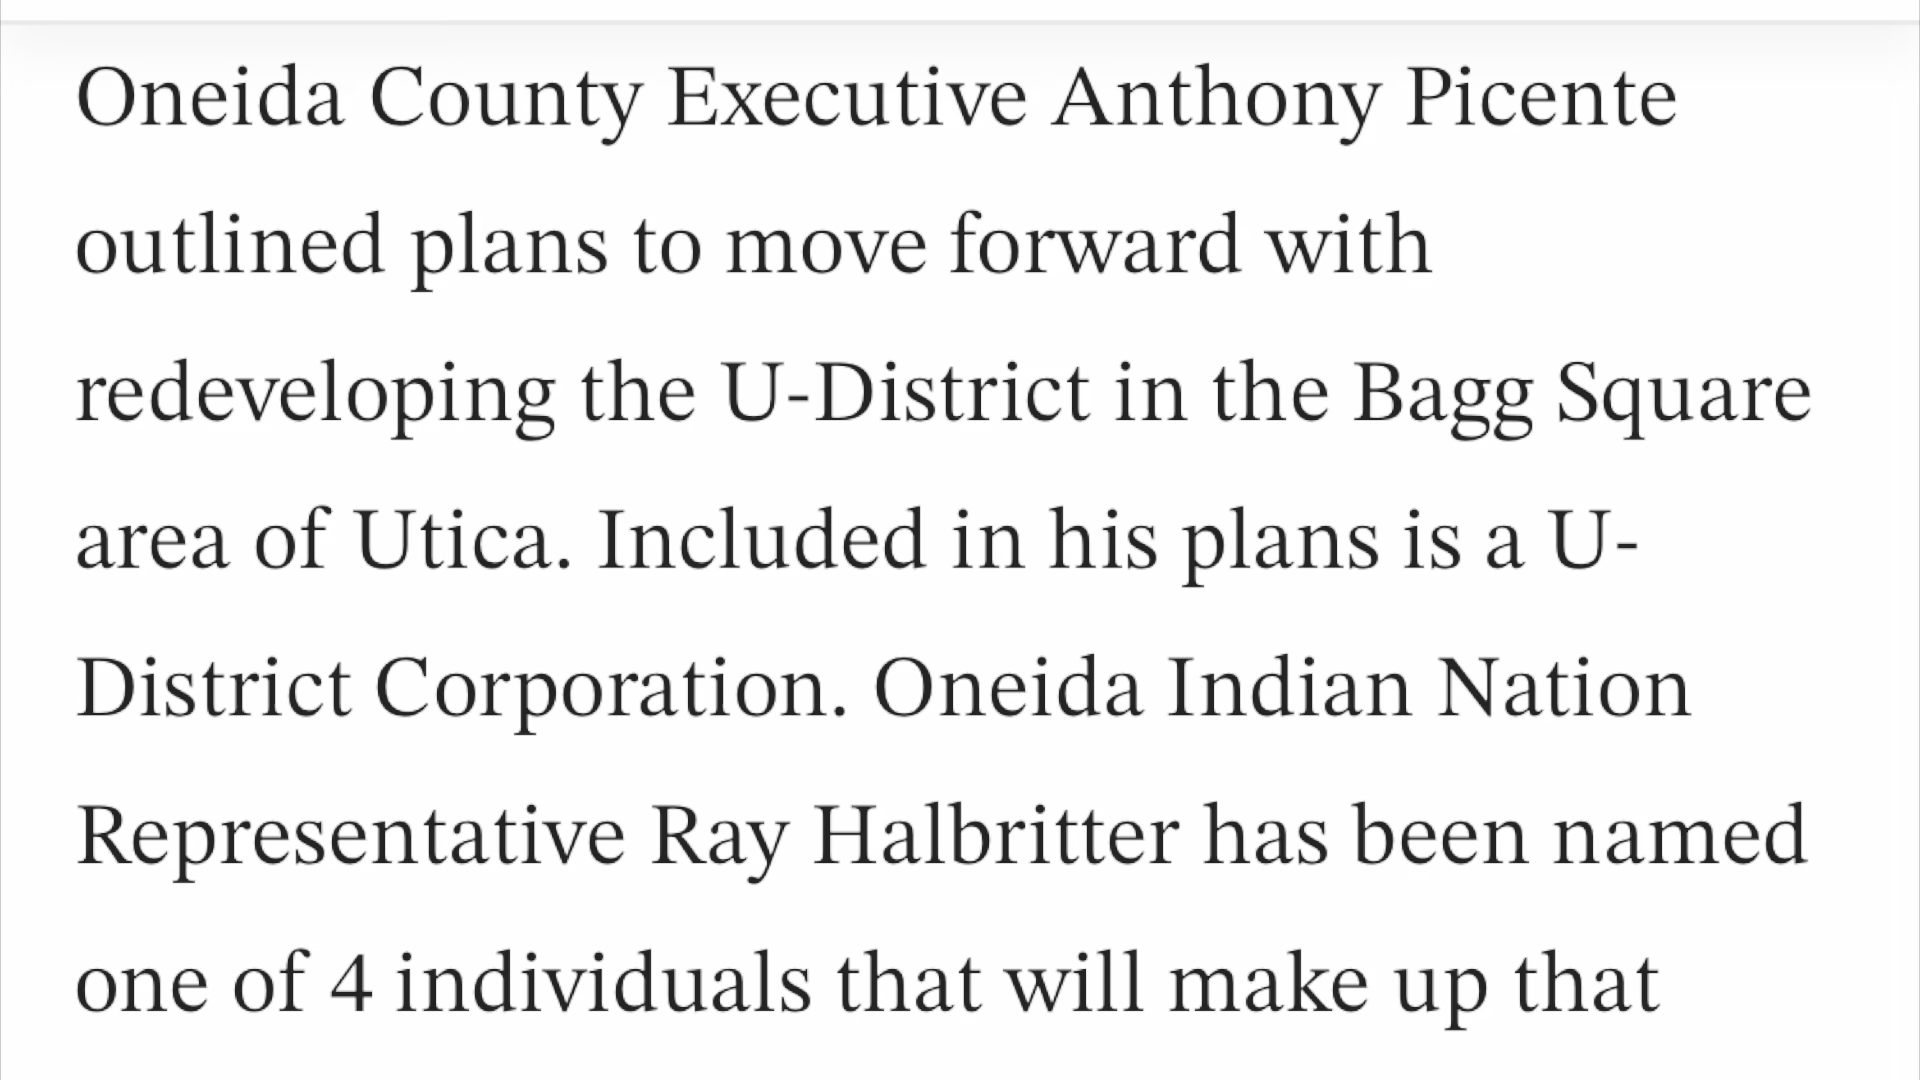 Oneida County Executive Anthony Picente
outlined plans to move forward with
redeveloping the U-District in the Bagg Square
area of Utica. Included in his plans is a U-
District Corporation. Oneida Indian Nation
Representative Ray Halbritter has been named
one of 4 individuals that will make up that